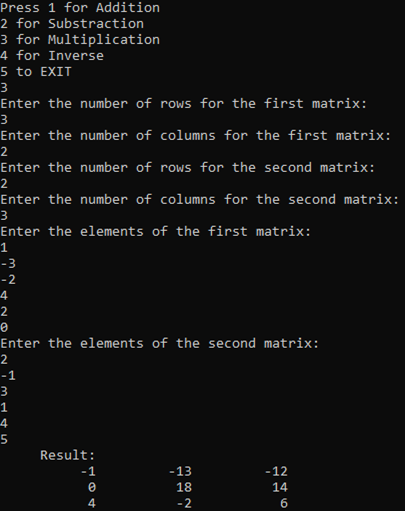 Press 1 for Addition
2 for Substraction
3 for Multiplication
4 for Inverse
5 to EXIT
3
Enter the number of rows for the first matrix:
3
Enter the number of columns for the first matrix:
2
Enter the number of rows for the second matrix:
2
Enter the number of columns for the second matrix:
3
Enter the elements of the first matrix:
1
-3
-2
4
2
0
Enter the elements of the second matrix:
2
-1
3
1
4
5
Result:
-1 -13 -12
0 18 14
4 -2 6